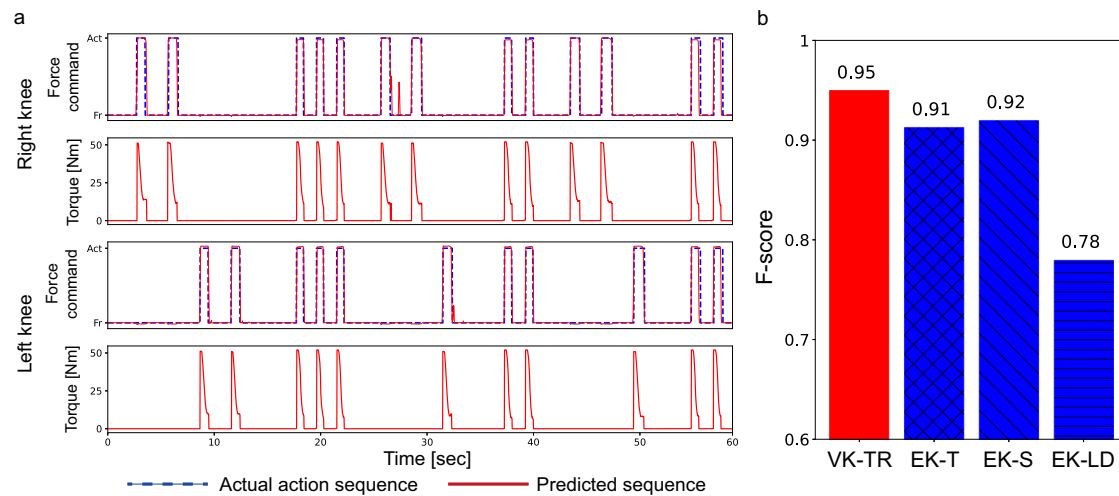 a
Right knee
Force
command
Act
Fr
Torque [Nm]
50
25
0
Left knee
Force
command
Act
Fr
Torque [Nm]
50
25
0
0 10 20 30 40 50 60
Time [sec]
Actual action sequence Predicted sequence
b
F-score
1
0.9
0.8
0.7
0.6
0.95
0.91
0.92
0.78
VK-TR EK-T EK-S EK-LD